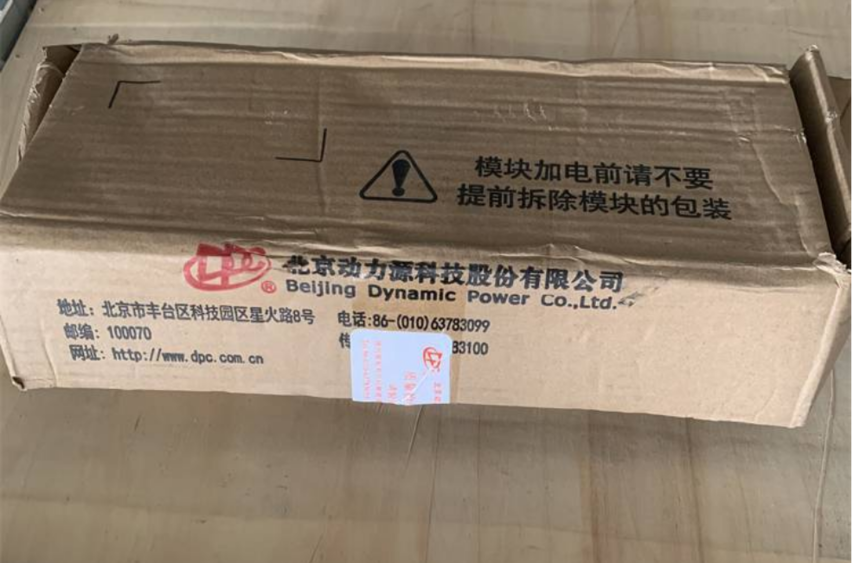 模块加电前请不要
提前拆除模块的包装
DPC®
北京动力源科技股份有限公司
Beijing Dynamic Power Co.,Ltd.
地址：北京市丰台区科技园区星火路8号 电话:86-(010)63783099
邮编：100070 传 83100
网址：http://www.dpc.com.cn